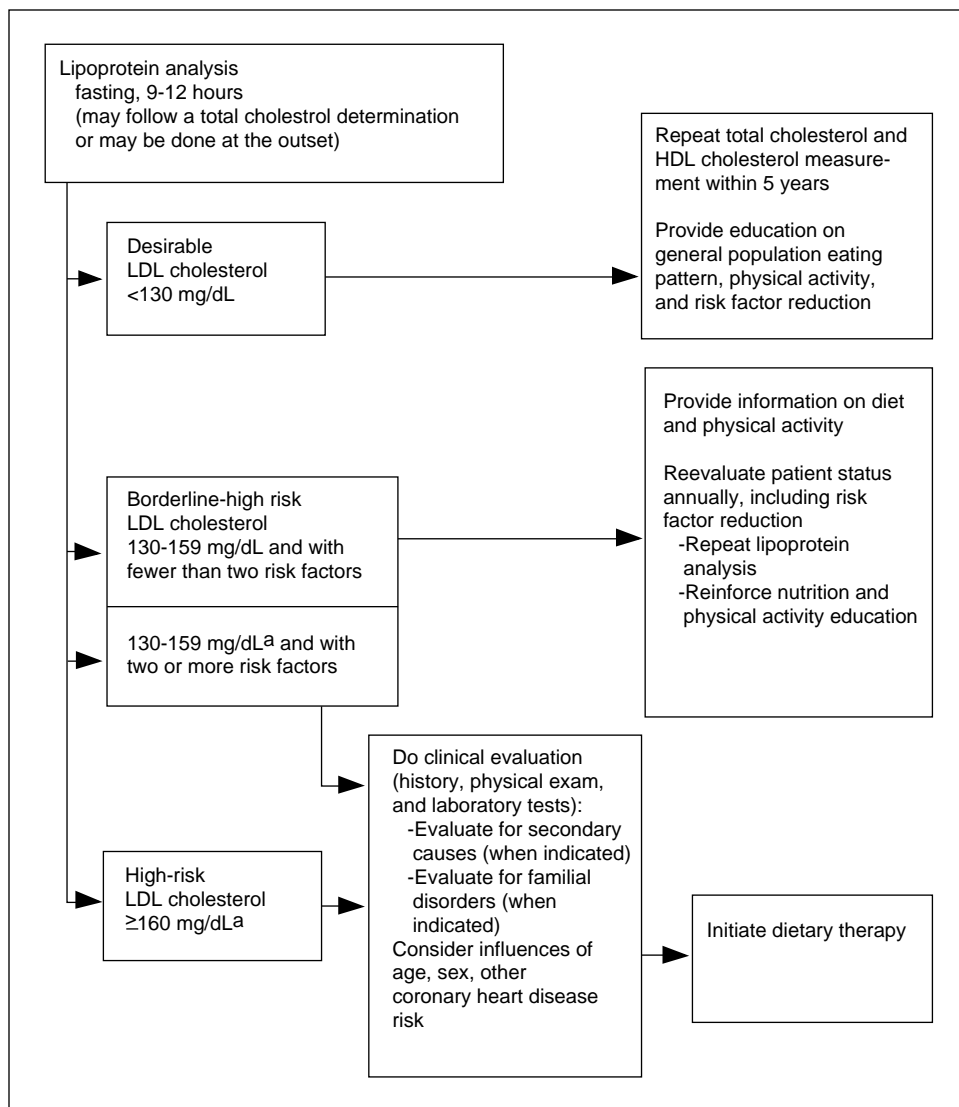 Lipoprotein analysis
fasting, 9-12 hours
(may follow a total cholestrol determination
or may be done at the outset)
Repeat total cholesterol and
HDL cholesterol measure-
ment within 5 years
Provide education on
general population eating
pattern, physical activity,
and risk factor reduction
Desirable
LDL cholesterol
<130 mg/dL
Provide information on diet
and physical activity
Reevaluate patient status
annually, including risk
factor reduction
-Repeat lipoprotein
analysis
-Reinforce nutrition and
physical activity education
Borderline-high risk
LDL cholesterol
130-159 mg/dL and with
fewer than two risk factors
130-159 mg/dLa and with
two or more risk factors
Do clinical evaluation
(history, physical exam,
and laboratory tests):
-Evaluate for secondary
causes (when indicated)
-Evaluate for familial
disorders (when
indicated)
Consider influences of
age, sex, other
coronary heart disease
risk
High-risk
LDL cholesterol
≥160 mg/dLa
Initiate dietary therapy